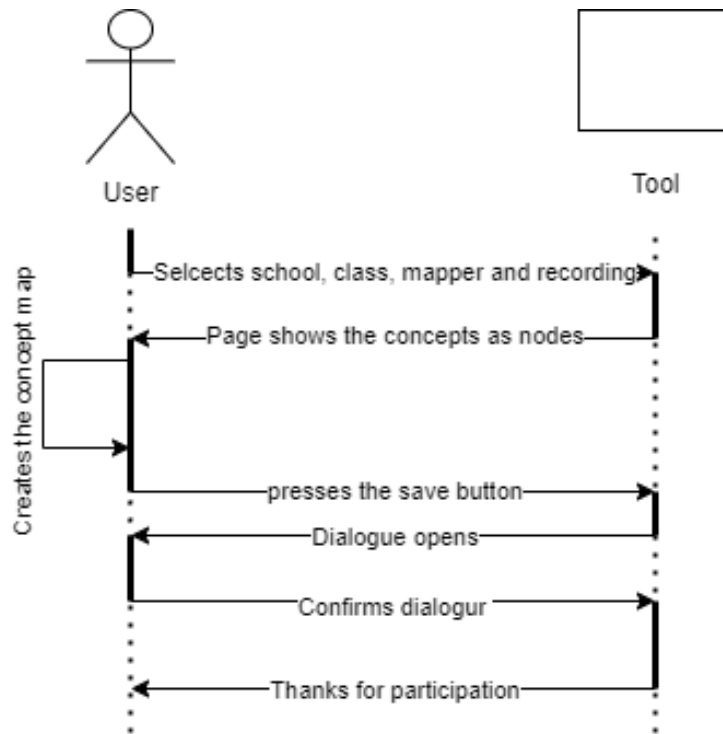 User
Tool
Selcects school, class, mapper and recording
Page shows the concepts as nodes
Creates the concept map
presses the save button
Dialogue opens
Confirms dialogur
Thanks for participation